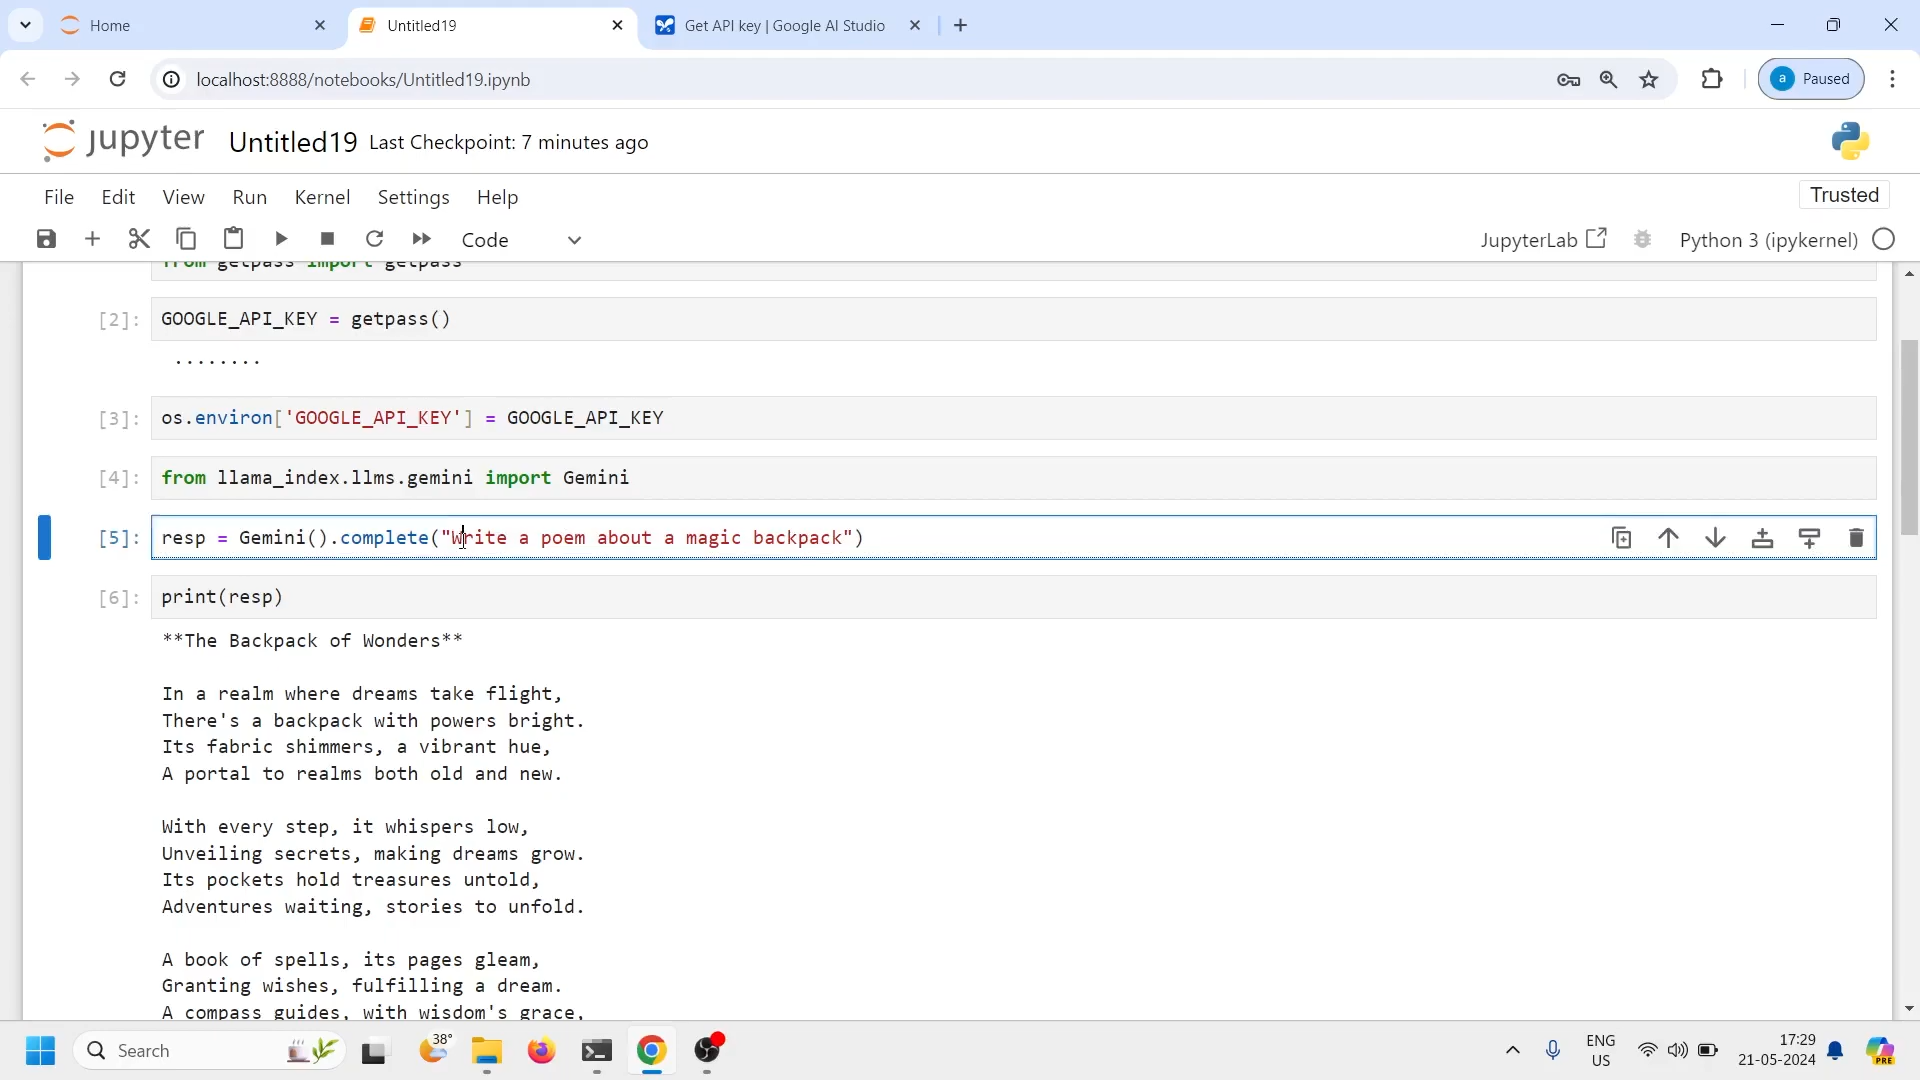 Home
Untitled19
Get API key | Google AI Studio
localhost:8888/notebooks/Untitled19.ipynb
a Paused
jupyter Untitled19 Last Checkpoint: 7 minutes ago
File Edit View Run Kernel Settings Help
Trusted
Code
JupyterLab
Python 3 (ipykernel)
from getpass import getpass
[2]: GOOGLE_API_KEY = getpass()
········
[3]: os.environ['GOOGLE_API_KEY'] = GOOGLE_API_KEY
[4]: from llama_index.llms.gemini import Gemini
[5]: resp = Gemini().complete("Write a poem about a magic backpack")
[6]: print(resp)
**The Backpack of Wonders**
In a realm where dreams take flight,
There's a backpack with powers bright.
Its fabric shimmers, a vibrant hue,
A portal to realms both old and new.
With every step, it whispers low,
Unveiling secrets, making dreams grow.
Its pockets hold treasures untold,
Adventures waiting, stories to unfold.
A book of spells, its pages gleam,
Granting wishes, fulfilling a dream.
A compass guides, with wisdom's grace,
Search
38°
ENG
US
17:29
21-05-2024
PRE